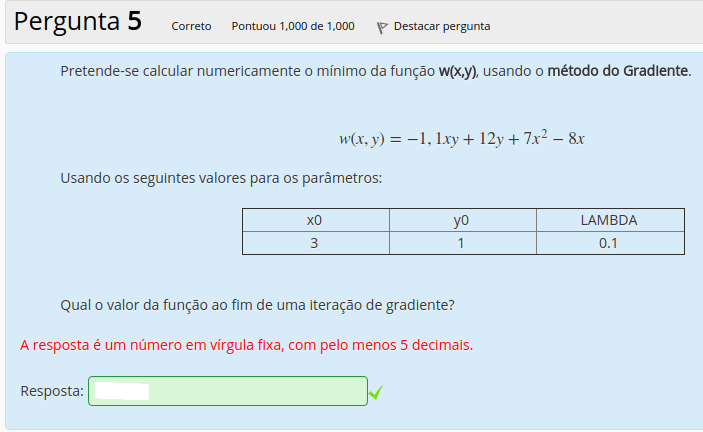 Pergunta 5 Correto Pontuou 1,000 de 1,000 Destacar pergunta
Pretende-se calcular numericamente o mínimo da função w(x,y), usando o método do Gradiente.
w(x, y) = −1, 1xy + 12y + 7x² − 8x
Usando os seguintes valores para os parâmetros:
x0 y0 LAMBDA
3 1 0.1
Qual o valor da função ao fim de uma iteração de gradiente?
A resposta é um número em vírgula fixa, com pelo menos 5 decimais.
Resposta: